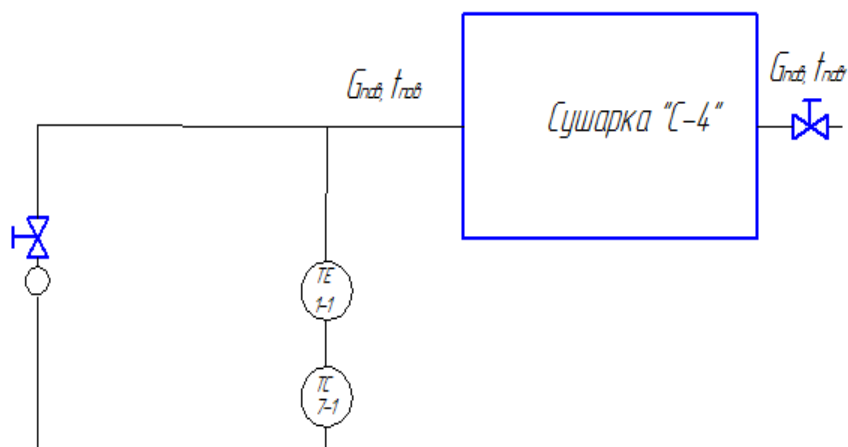 Gпов, tпов
Gпов, tпов'
Сушарка "С-4"
TE
1-1
TC
7-1